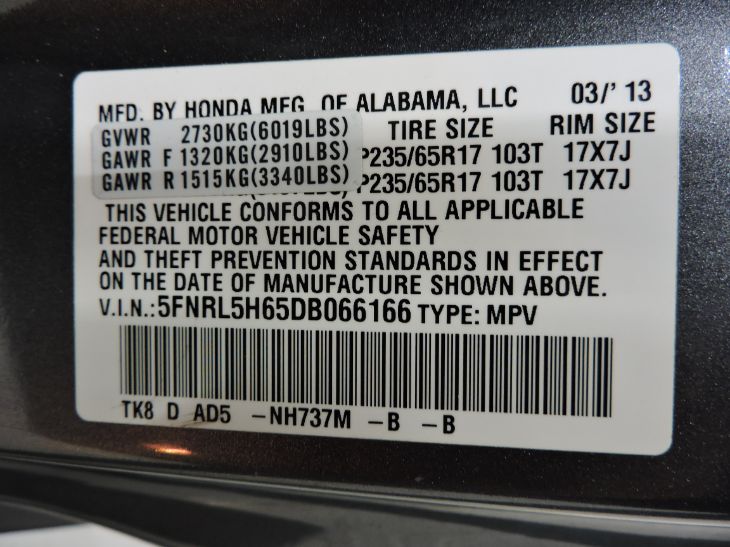 MFD. BY HONDA MFG. OF ALABAMA, LLC 03/'13
GVWR 2730KG(6019LBS) TIRE SIZE RIM SIZE
GAWR F 1320KG(2910LBS) P235/65R17 103T 17X7J
GAWR R 1515KG(3340LBS) P235/65R17 103T 17X7J
THIS VEHICLE CONFORMS TO ALL APPLICABLE
FEDERAL MOTOR VEHICLE SAFETY
AND THEFT PREVENTION STANDARDS IN EFFECT
ON THE DATE OF MANUFACTURE SHOWN ABOVE.
V.I.N.:5FNRL5H65DB066166 TYPE: MPV
TK8 D AD5 -NH737M -B -B